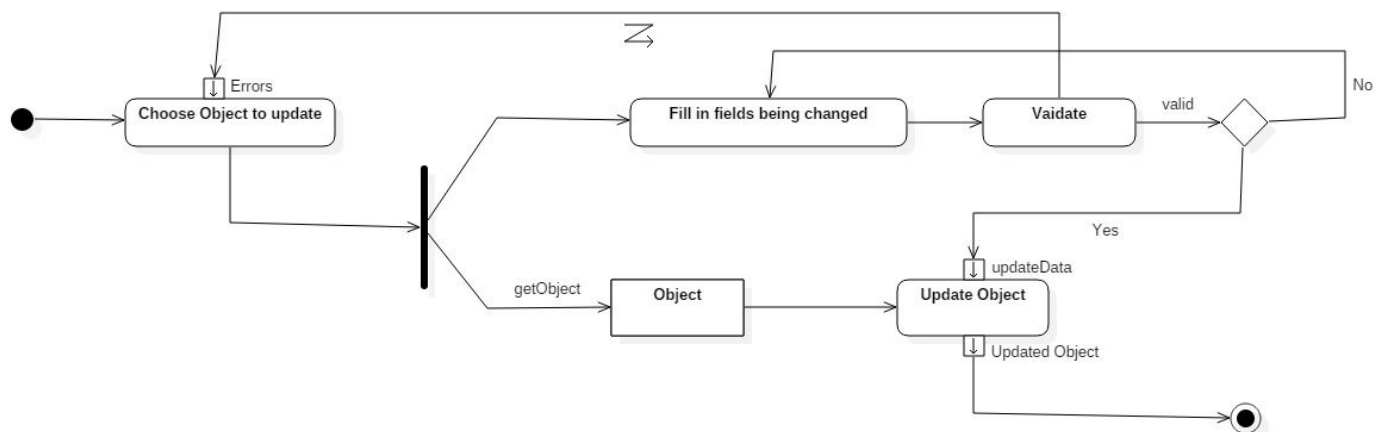 Errors
No
Choose Object to update
Fill in fields being changed
Vaidate
valid
Yes
getObject
Object
updateData
Update Object
Updated Object